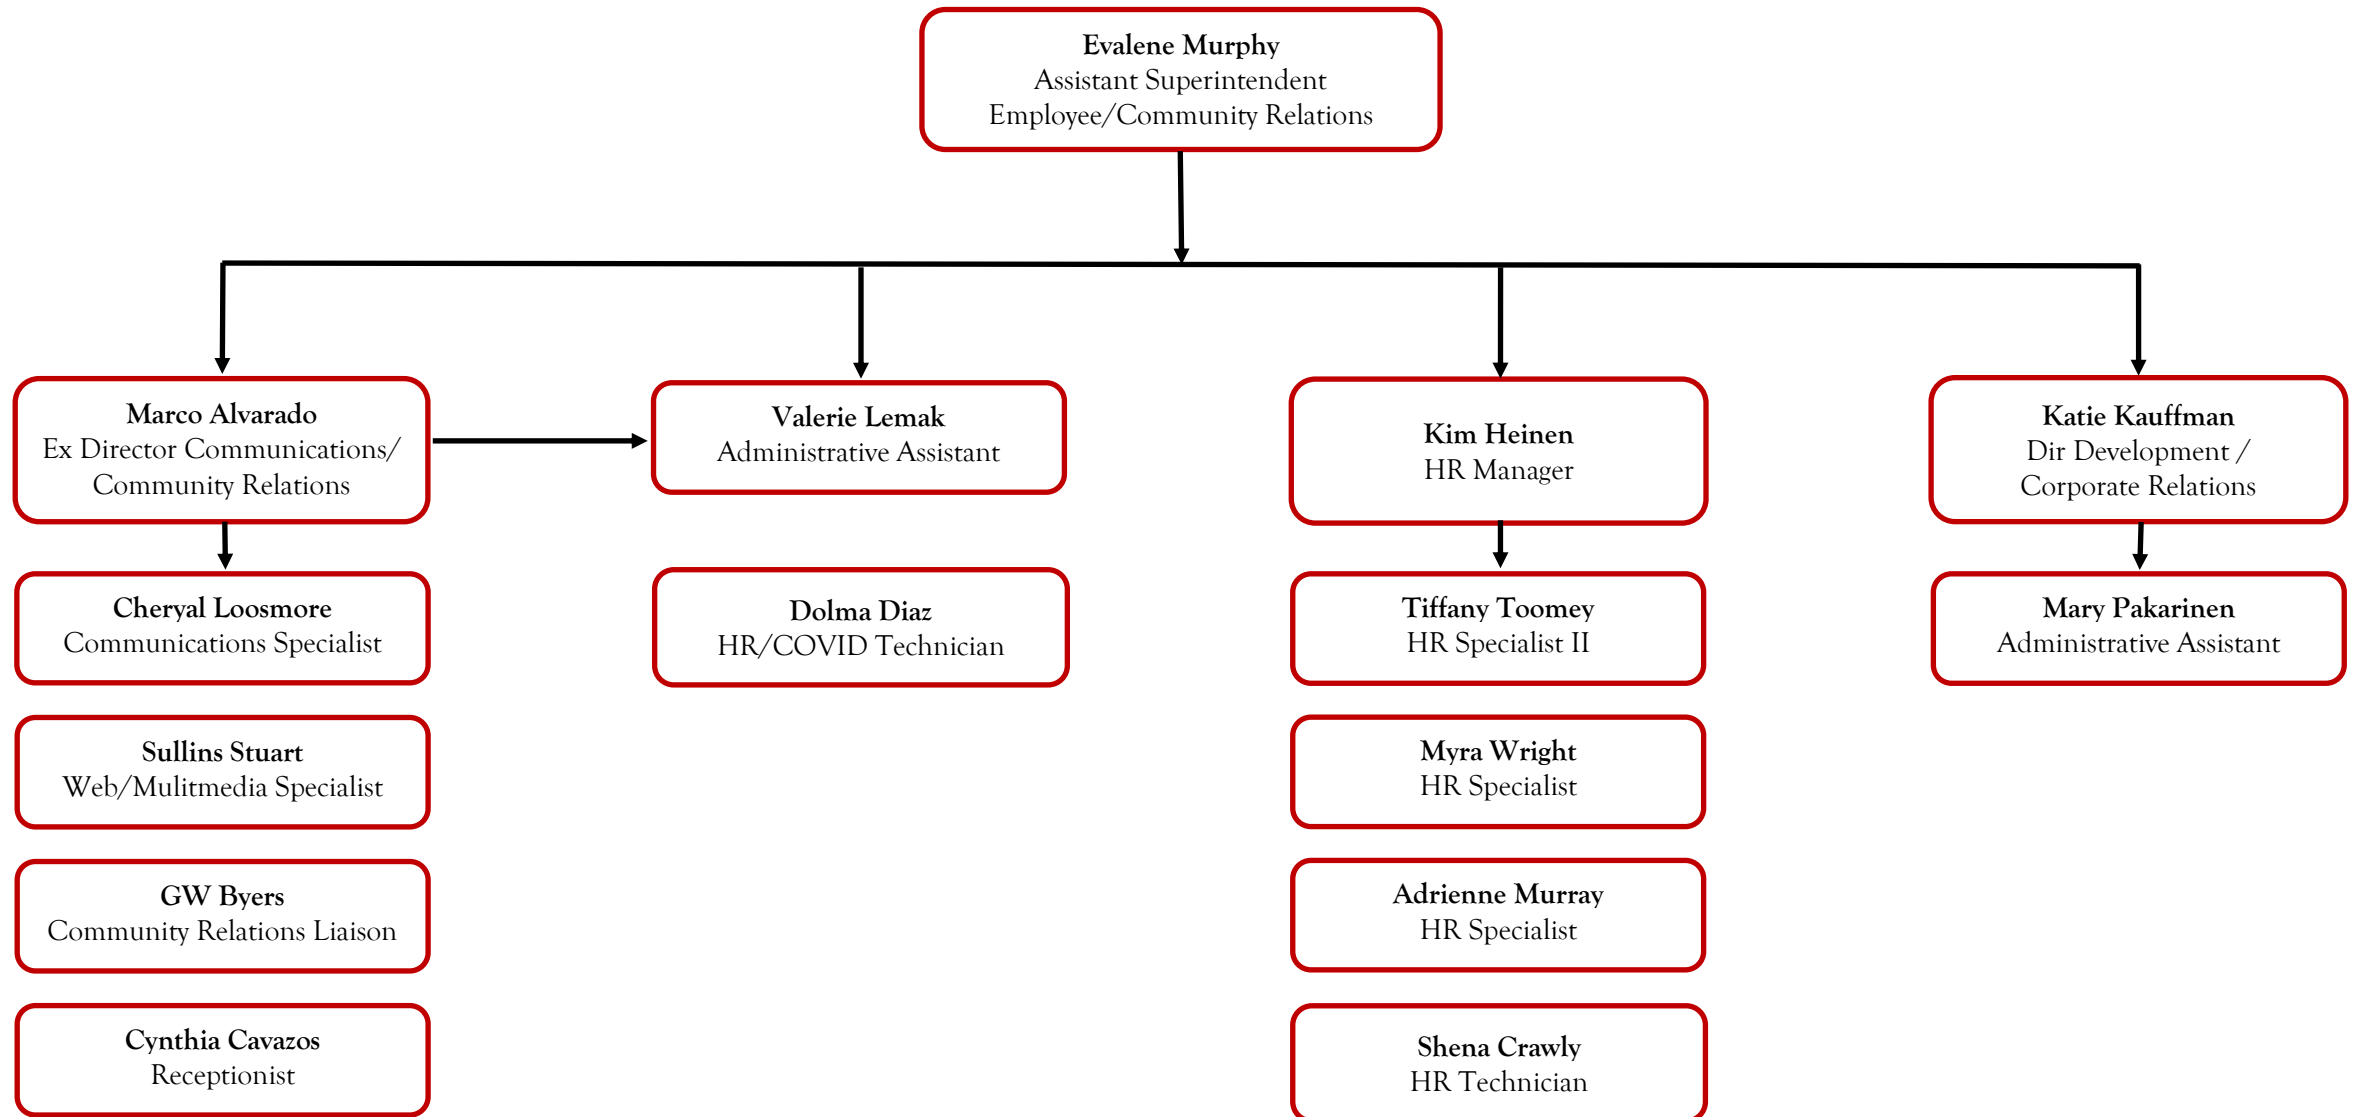 Evalene Murphy
Assistant Superintendent
Employee/Community Relations
Marco Alvarado
Ex Director Communications/
Community Relations
Valerie Lemak
Administrative Assistant
Kim Heinen
HR Manager
Katie Kauffman
Dir Development /
Corporate Relations
Cheryal Loosmore
Communications Specialist
Dolma Diaz
HR/COVID Technician
Tiffany Toomey
HR Specialist II
Mary Pakarinen
Administrative Assistant
Sullins Stuart
Web/Mulitmedia Specialist
Myra Wright
HR Specialist
GW Byers
Community Relations Liaison
Adrienne Murray
HR Specialist
Cynthia Cavazos
Receptionist
Shena Crawly
HR Technician